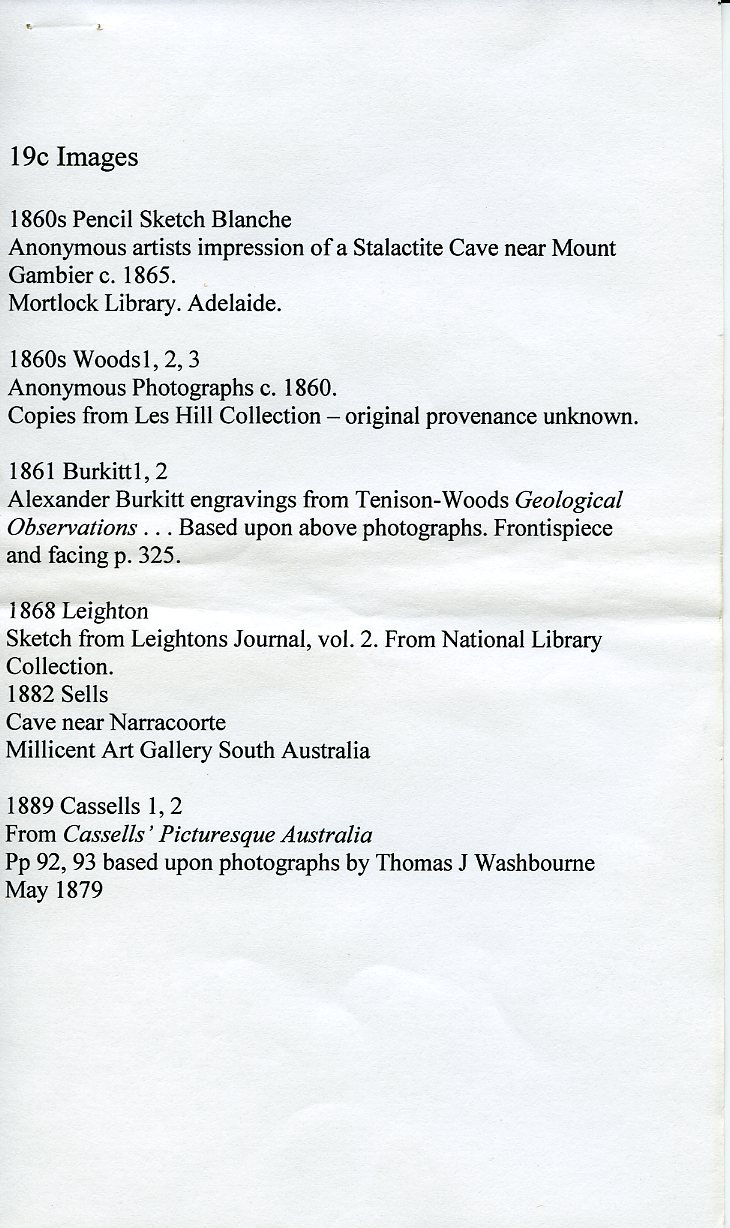 19c Images
1860s Pencil Sketch Blanche
Anonymous artists impression of a Stalactite Cave near Mount
Gambier c. 1865.
Mortlock Library. Adelaide.
1860s Woods1, 2, 3
Anonymous Photographs c. 1860.
Copies from Les Hill Collection – original provenance unknown.
1861 Burkitt1, 2
Alexander Burkitt engravings from Tenison-Woods Geological
Observations . . . Based upon above photographs. Frontispiece
and facing p. 325.
1868 Leighton
Sketch from Leightons Journal, vol. 2. From National Library
Collection.
1882 Sells
Cave near Narracoorte
Millicent Art Gallery South Australia
1889 Cassells 1, 2
From Cassells' Picturesque Australia
Pp 92, 93 based upon photographs by Thomas J Washbourne
May 1879